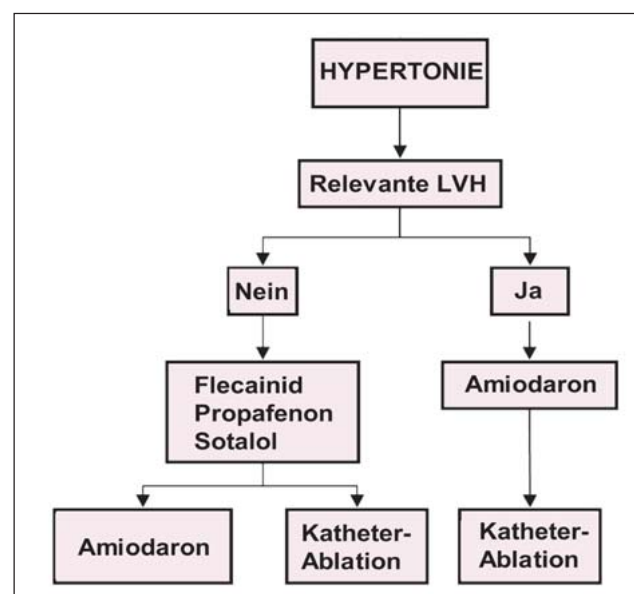 HYPERTONIE
Relevante LVH
Nein
Ja
Flecainid
Propafenon
Sotalol
Amiodaron
Amiodaron
Katheter-
Ablation
Katheter-
Ablation